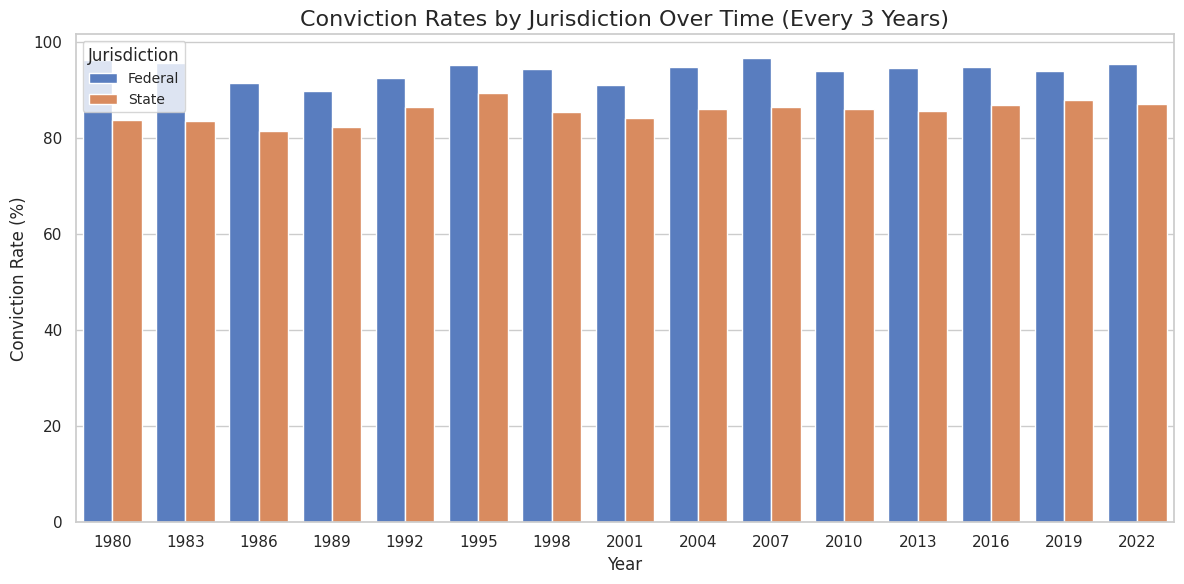 Conviction Rates by Jurisdiction Over Time (Every 3 Years)
Jurisdiction
Federal
State
Conviction Rate (%)
100
80
60
40
20
0
1980 1983 1986 1989 1992 1995 1998 2001 2004 2007 2010 2013 2016 2019 2022
Year